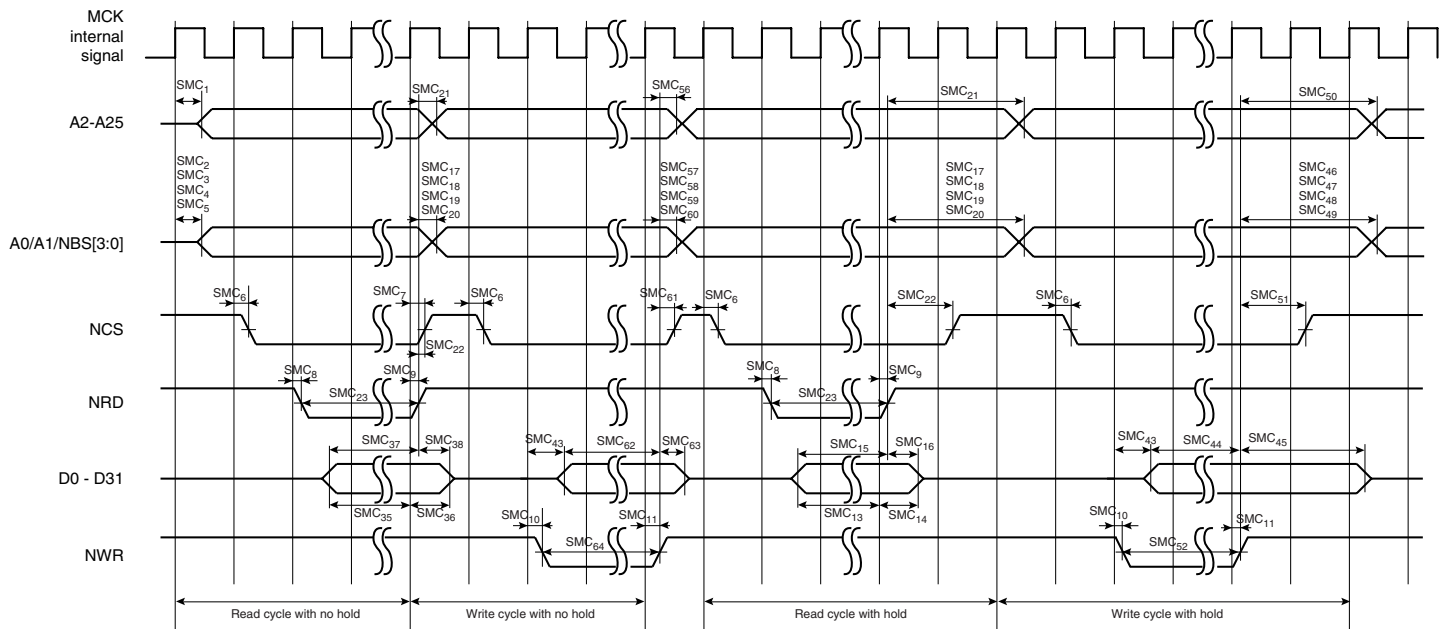 MCK
internal
signal
SMC1 SMC21 SMC56 SMC21 SMC50
A2-A25
SMC2 SMC17 SMC57 SMC17 SMC46
SMC3 SMC18 SMC58 SMC18 SMC47
SMC4 SMC19 SMC59 SMC19 SMC48
SMC5 SMC20 SMC60 SMC20 SMC49
A0/A1/NBS[3:0]
SMC6 SMC7 SMC6 SMC61 SMC6 SMC22 SMC6 SMC51
NCS
SMC22
SMC8 SMC9 SMC8 SMC9
SMC23 SMC23
NRD
SMC37 SMC38 SMC43 SMC62 SMC63 SMC15 SMC16 SMC43 SMC44 SMC45
D0 - D31
SMC35 SMC36 SMC13 SMC14
SMC10 SMC11 SMC10 SMC11
SMC64 SMC52
NWR
Read cycle with no hold Write cycle with no hold Read cycle with hold Write cycle with hold